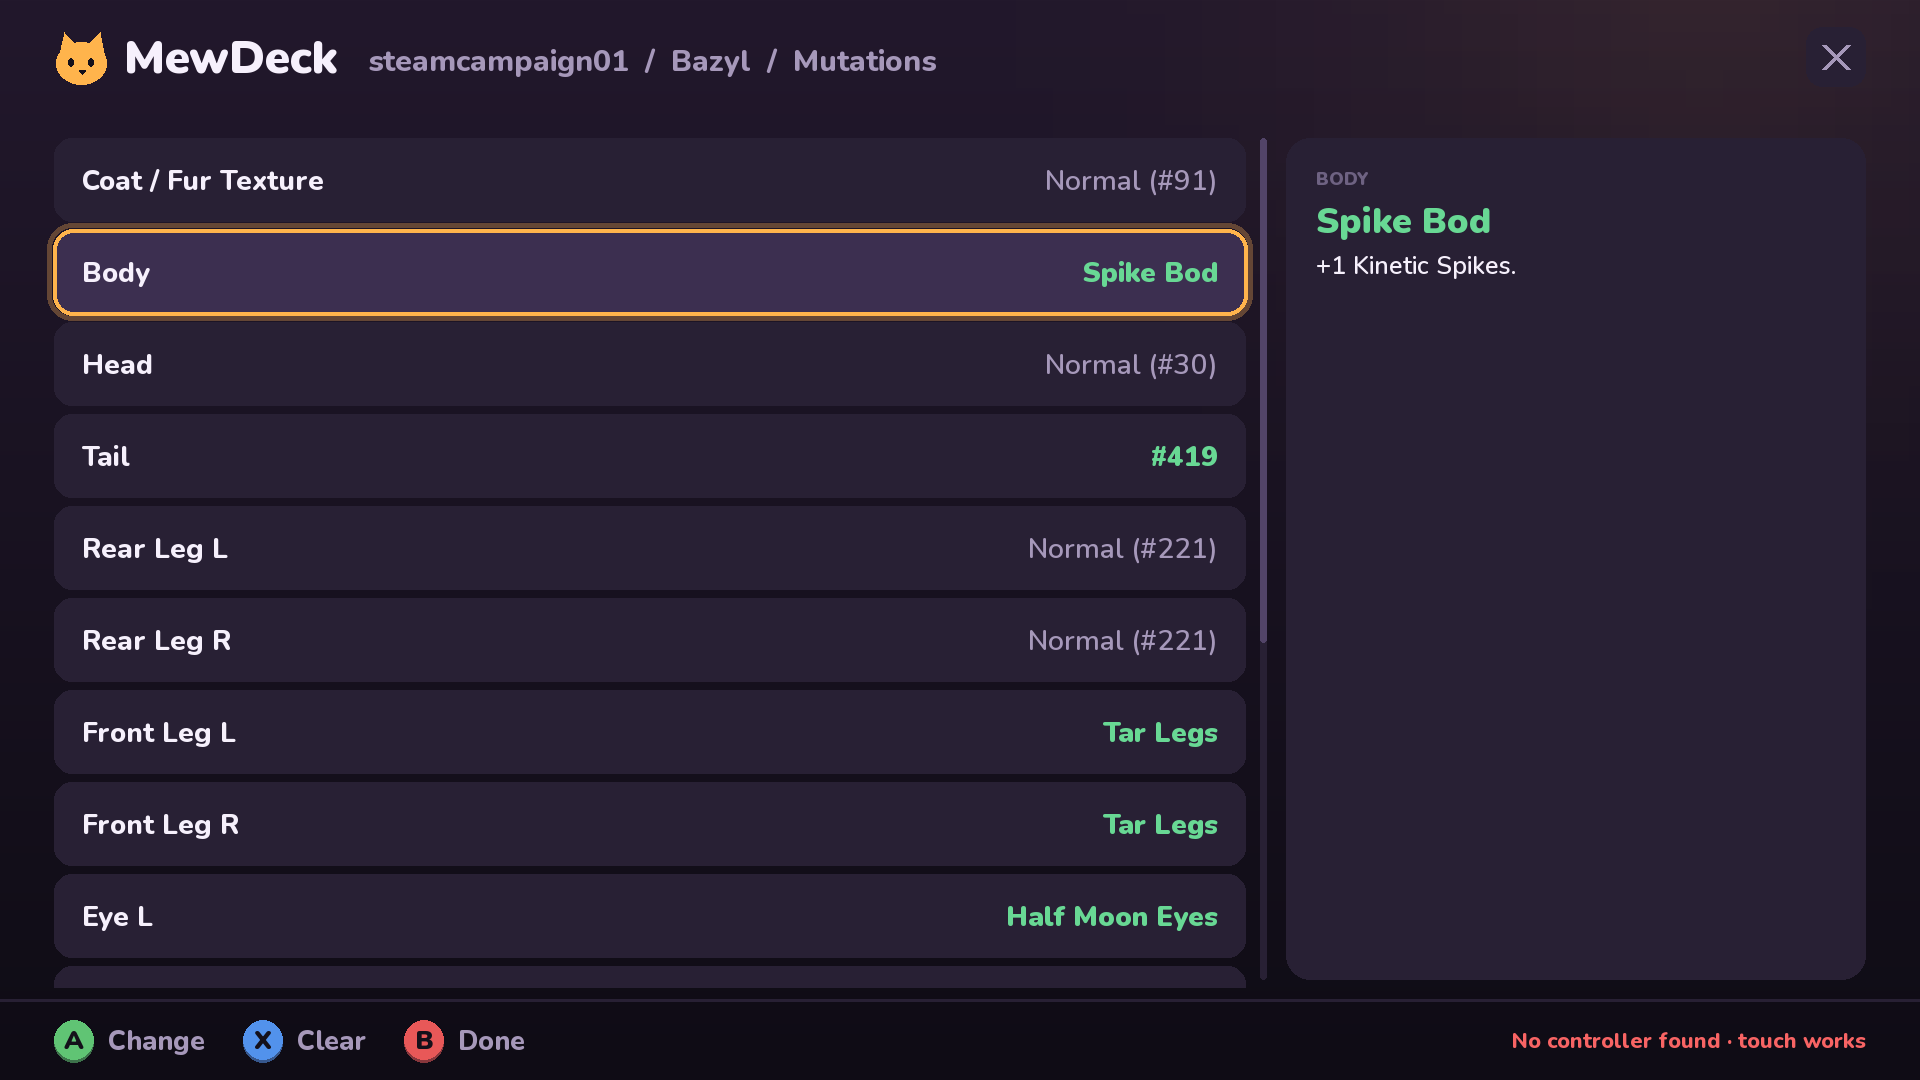 MewDeck steamcampaign01 / Bazyl / Mutations
Coat / Fur Texture Normal (#91)
Body Spike Bod
Head Normal (#30)
Tail #419
Rear Leg L Normal (#221)
Rear Leg R Normal (#221)
Front Leg L Tar Legs
Front Leg R Tar Legs
Eye L Half Moon Eyes
BODY
Spike Bod
+1 Kinetic Spikes.
A Change X Clear B Done
No controller found · touch works